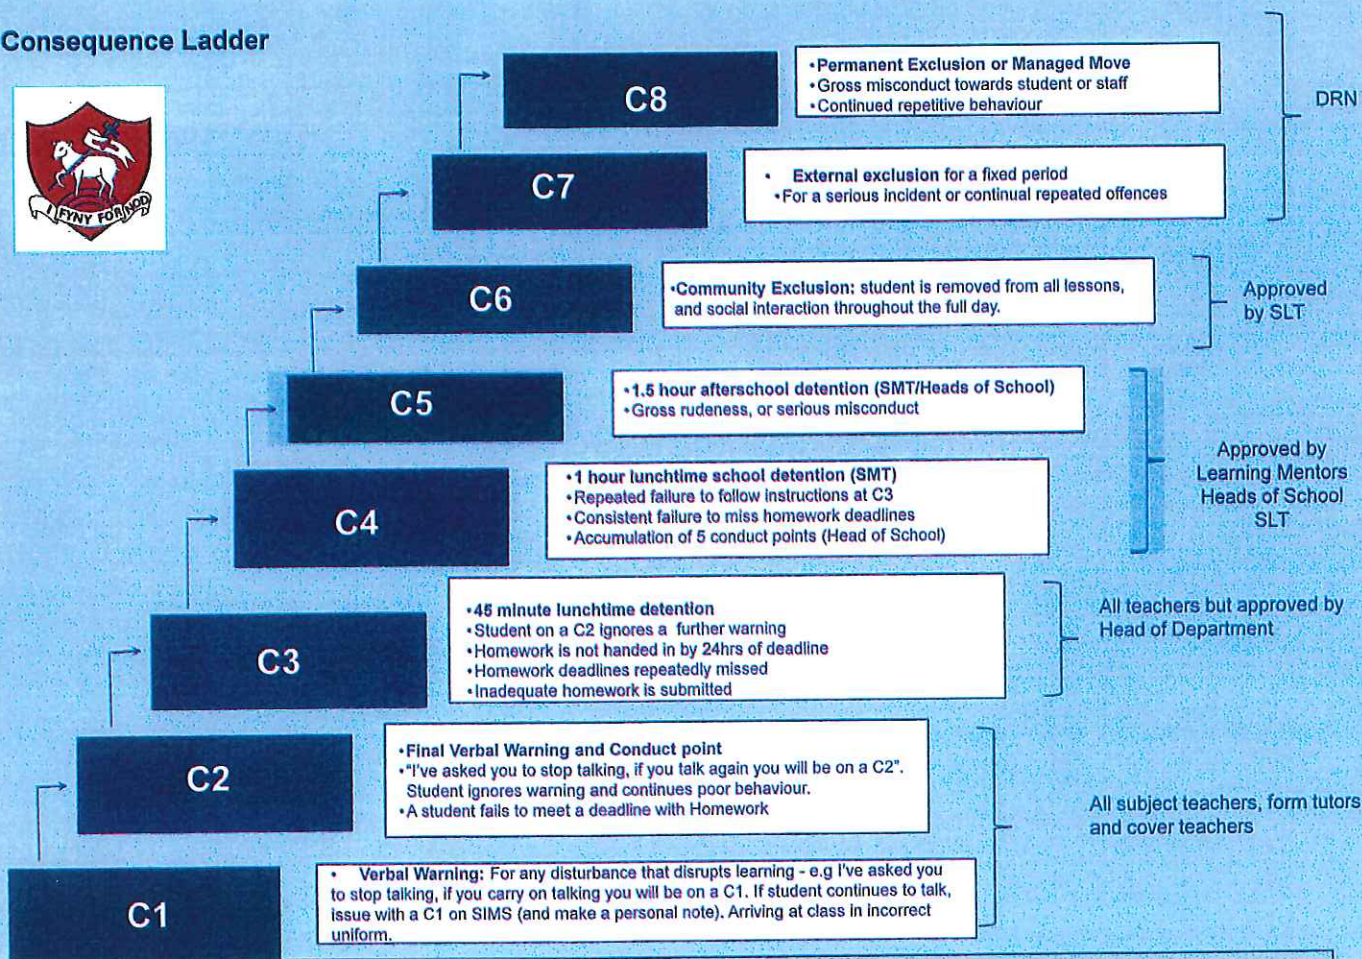 Consequence Ladder
I FYNY FOR NOD
C8
•Permanent Exclusion or Managed Move
•Gross misconduct towards student or staff
•Continued repetitive behaviour
DRN
C7
• External exclusion for a fixed period
•For a serious incident or continual repeated offences
C6
•Community Exclusion: student is removed from all lessons,
and social interaction throughout the full day.
Approved
by SLT
C5
•1.5 hour afterschool detention (SMT/Heads of School)
•Gross rudeness, or serious misconduct
C4
•1 hour lunchtime school detention (SMT)
•Repeated failure to follow instructions at C3
•Consistent failure to miss homework deadlines
•Accumulation of 5 conduct points (Head of School)
Approved by
Learning Mentors
Heads of School
SLT
C3
•45 minute lunchtime detention
•Student on a C2 ignores a further warning
•Homework is not handed in by 24hrs of deadline
•Homework deadlines repeatedly missed
•Inadequate homework is submitted
All teachers but approved by
Head of Department
C2
•Final Verbal Warning and Conduct point
•"I've asked you to stop talking, if you talk again you will be on a C2".
Student ignores warning and continues poor behaviour.
•A student fails to meet a deadline with Homework
All subject teachers, form tutors
and cover teachers
C1
• Verbal Warning: For any disturbance that disrupts learning - e.g I've asked you
to stop talking, if you carry on talking you will be on a C1. If student continues to talk,
issue with a C1 on SIMS (and make a personal note). Arriving at class in incorrect
uniform.